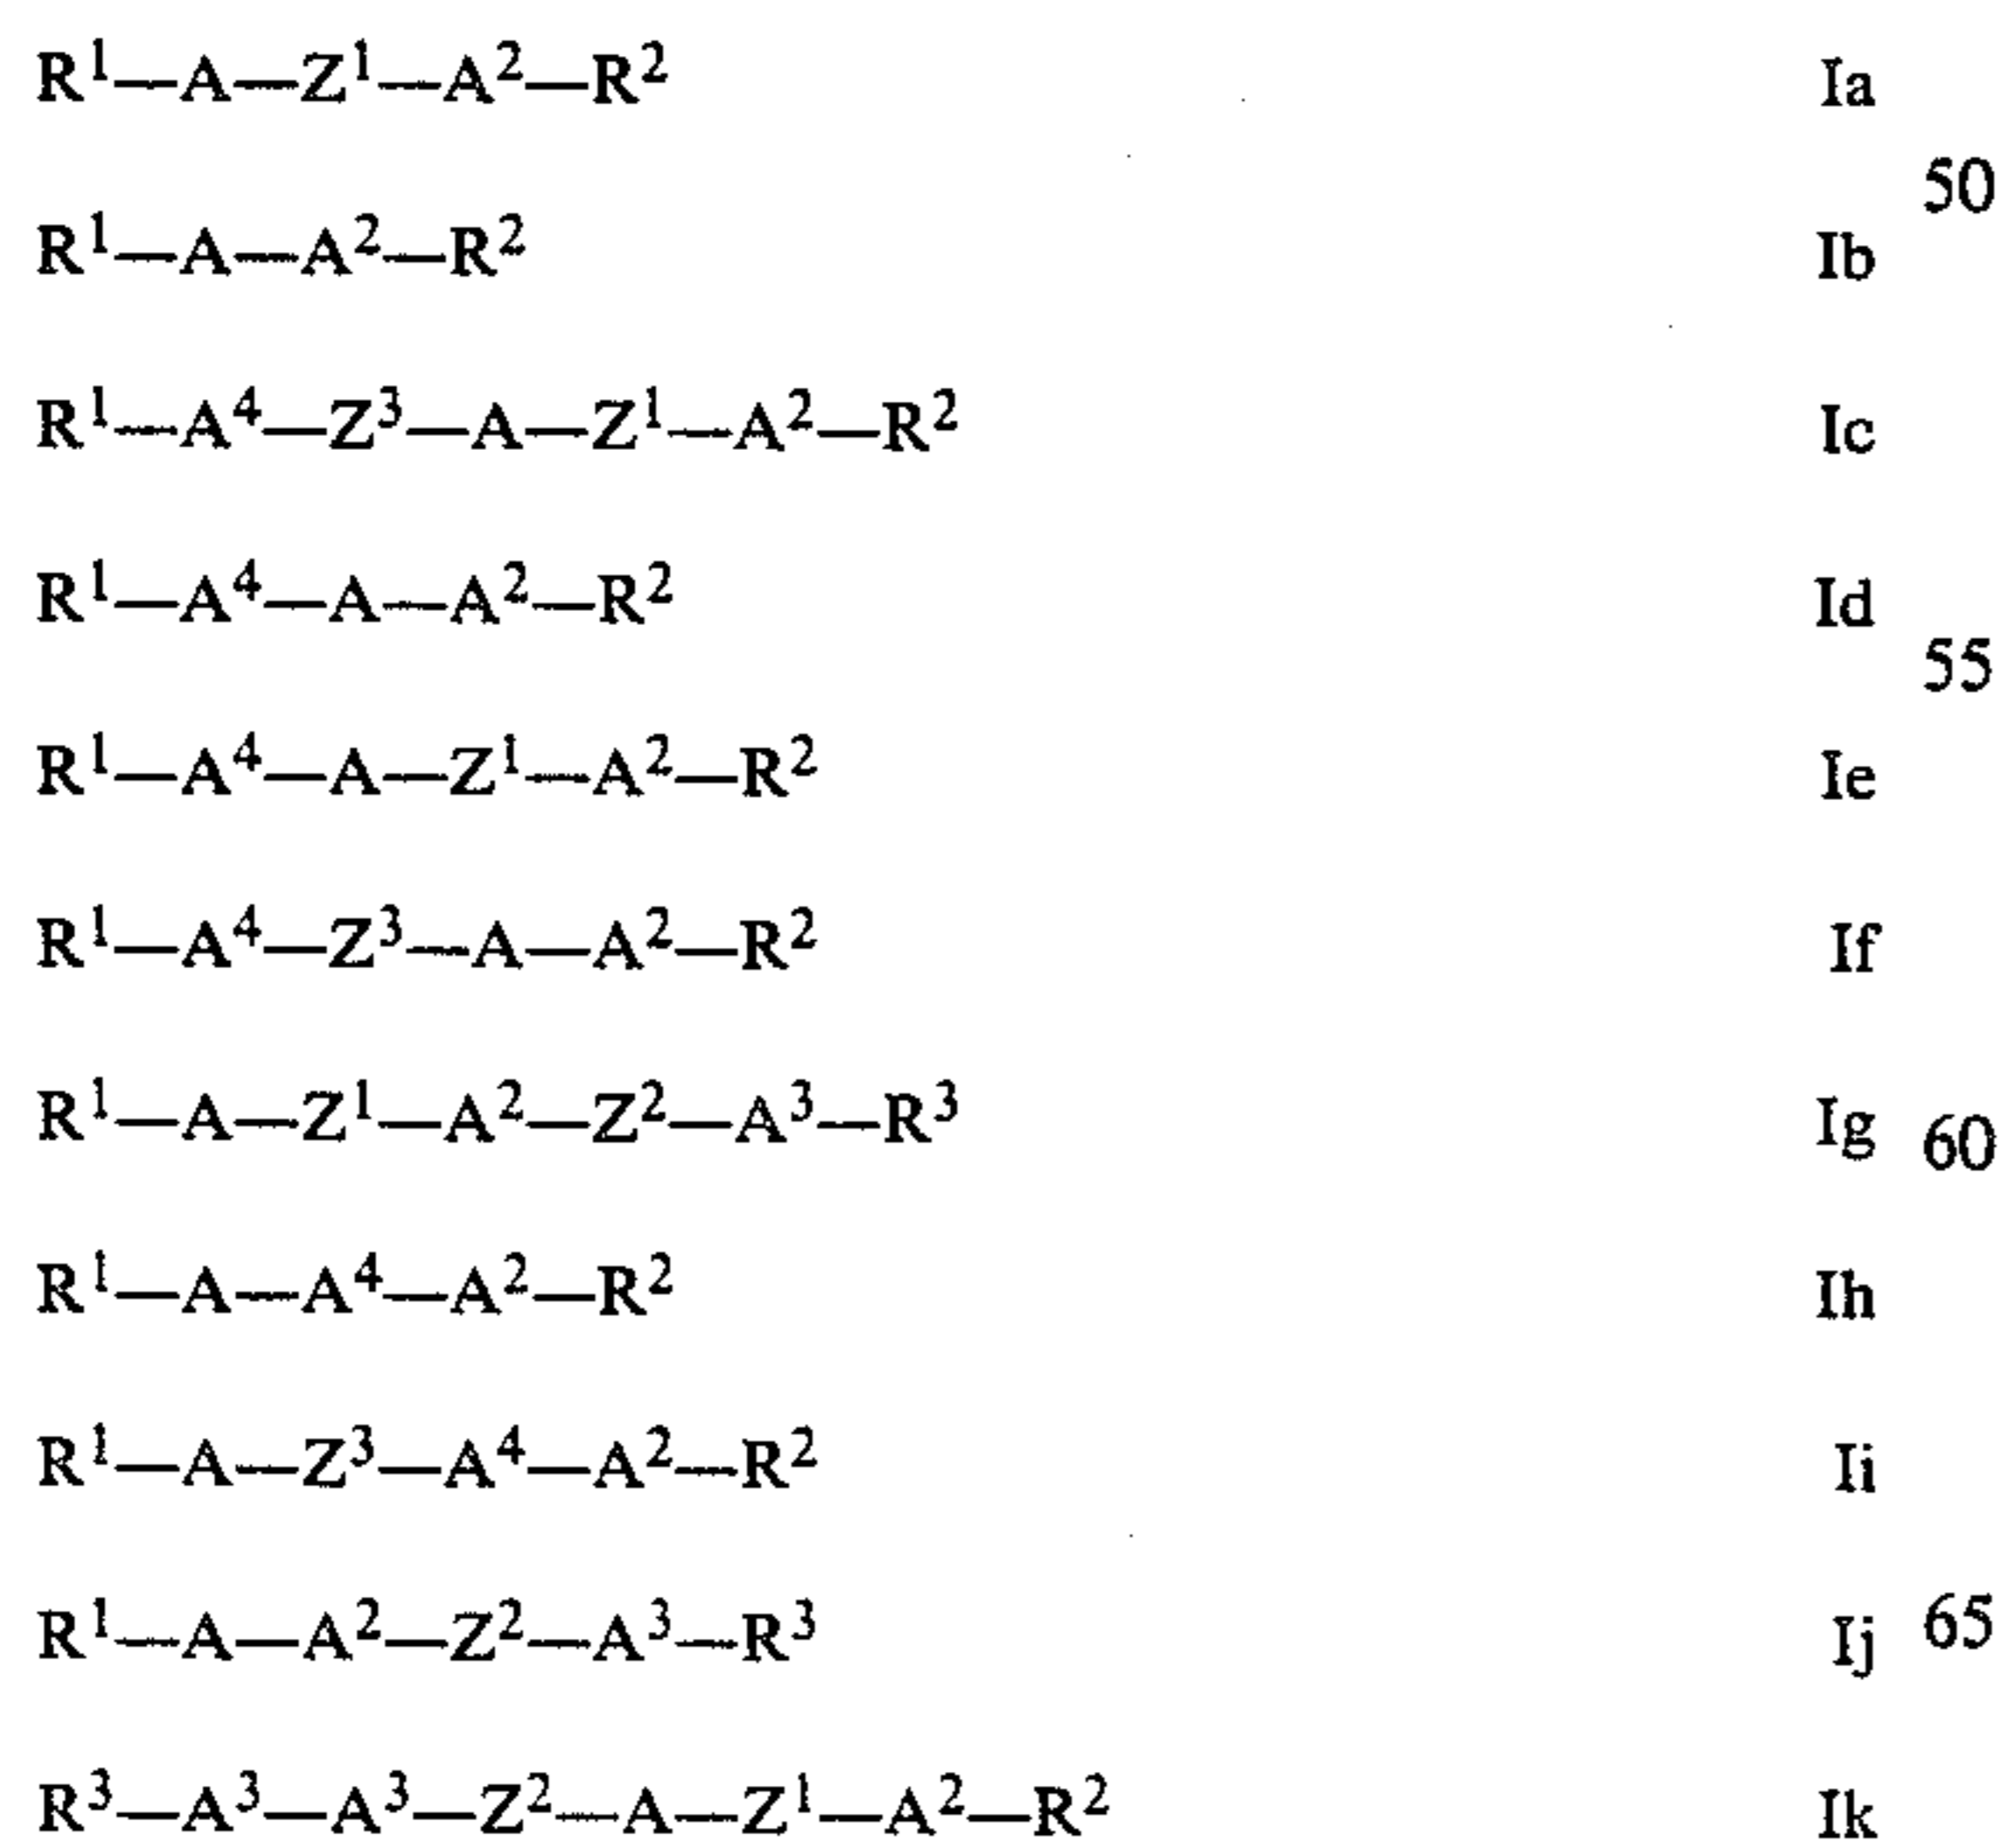 R¹—A—Z¹—A²—R² Ia
50
R¹—A—A²—R² Ib
R¹—A⁴—Z³—A—Z¹—A²—R² Ic
R¹—A⁴—A—A²—R² Id
55
R¹—A⁴—A—Z¹—A²—R² Ie
R¹—A⁴—Z³—A—A²—R² If
R¹—A—Z¹—A²—Z²—A³—R³ Ig 60
R¹—A—A⁴—A²—R² Ih
R¹—A—Z³—A⁴—A²—R² Ii
R¹—A—A²—Z²—A³—R³ Ij 65
R³—A³—A³—Z²—A—Z¹—A²—R² Ik